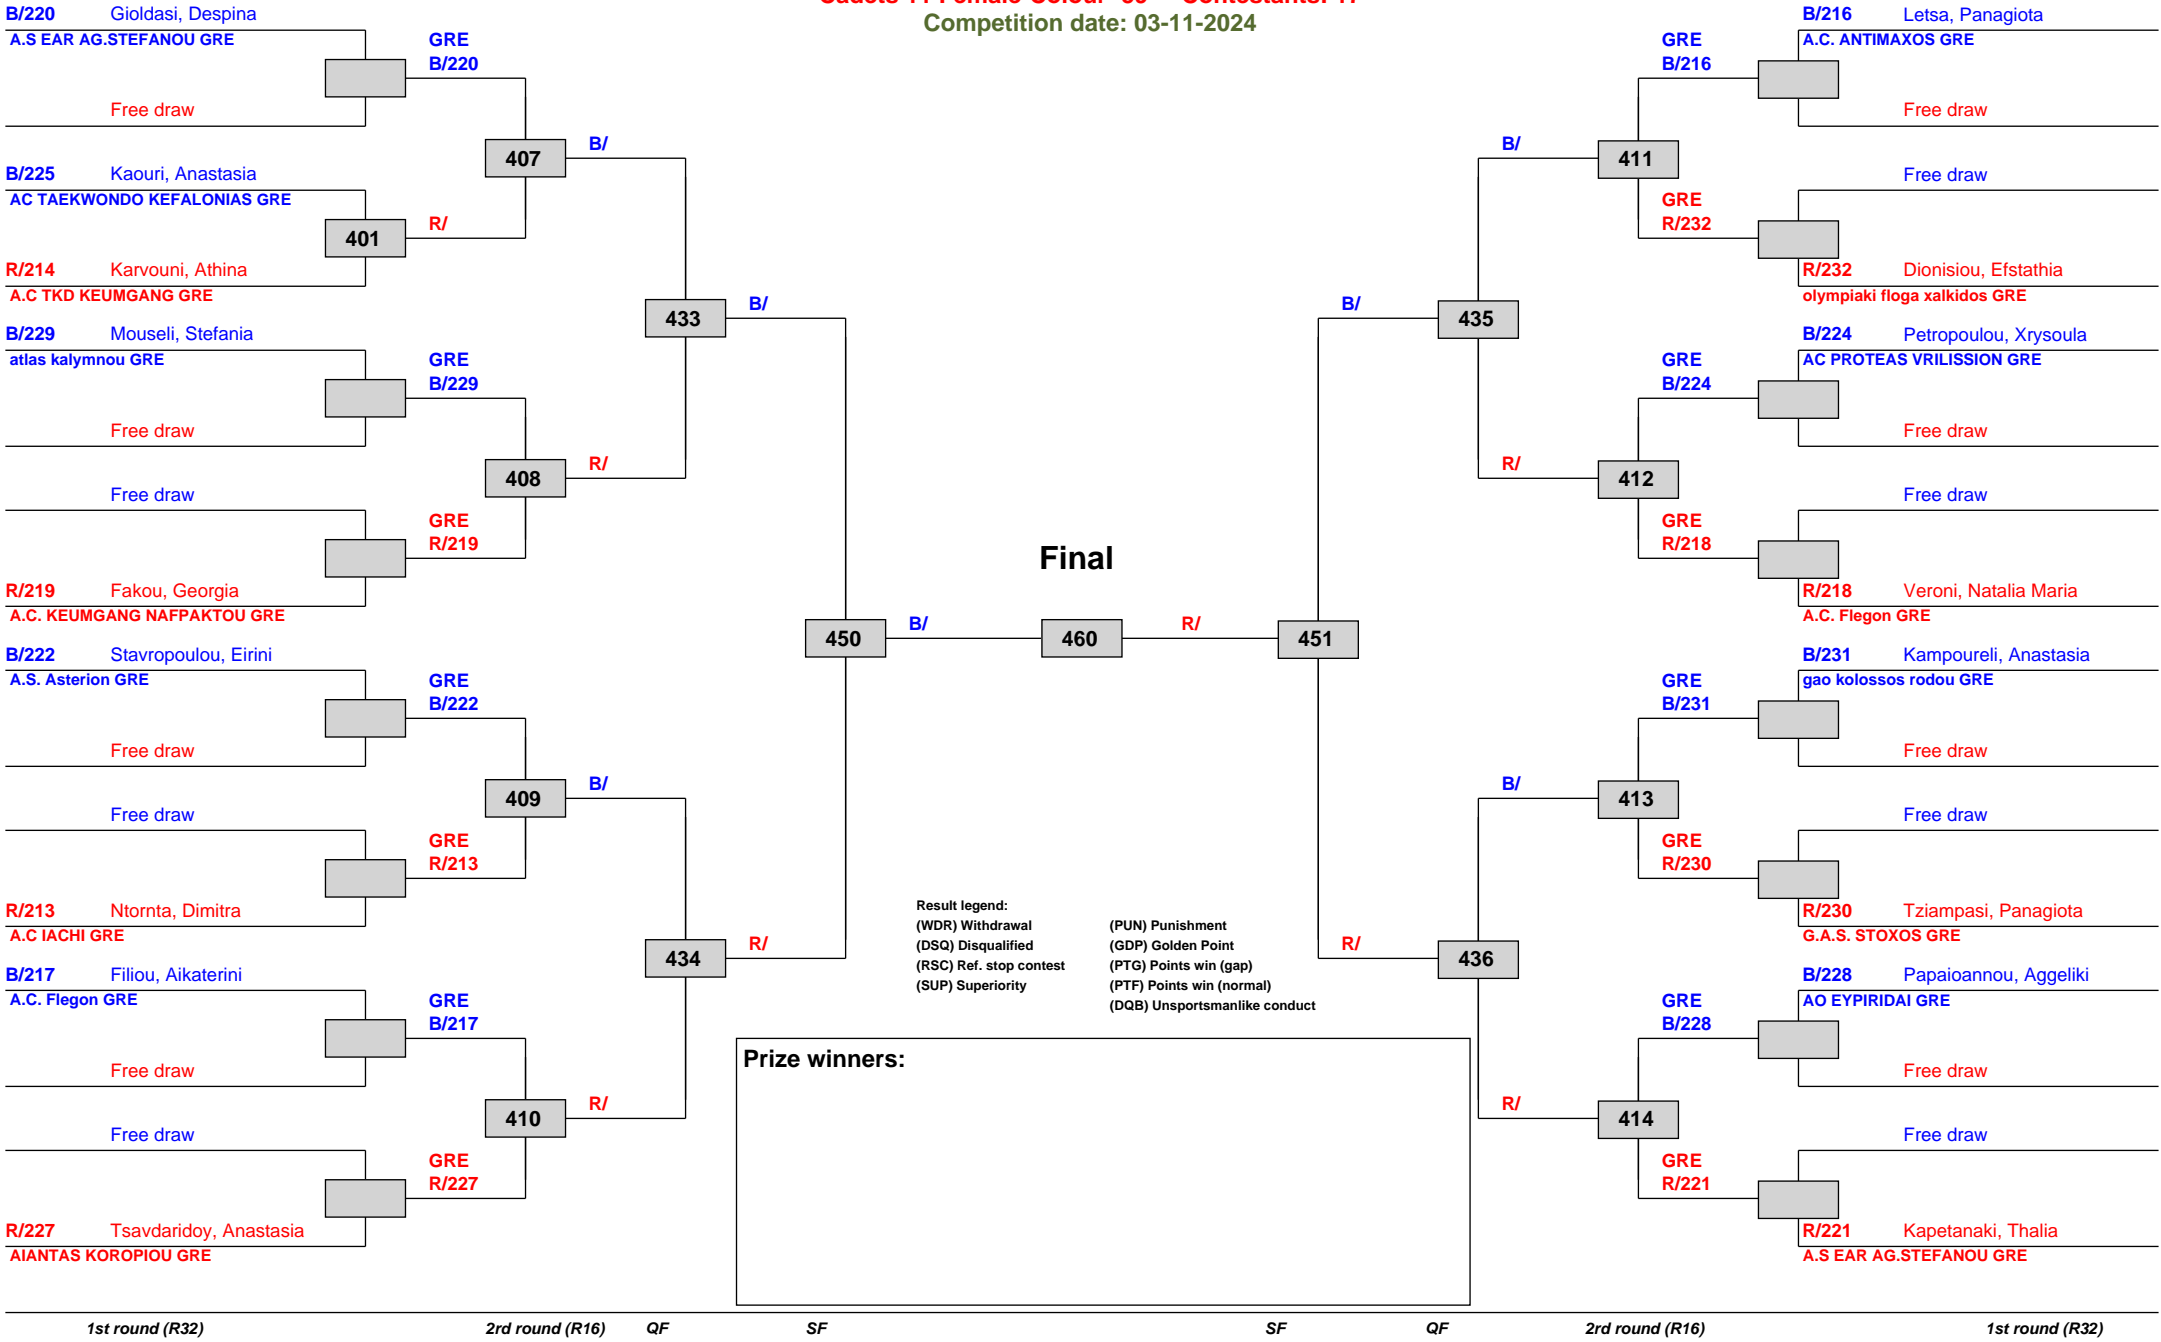 Competition date: 03-11-2024
B/220 Gioldasi, Despina
A.S EAR AG.STEFANOU GRE
Free draw
GRE
B/220
B/225 Kaouri, Anastasia
AC TAEKWONDO KEFALONIAS GRE
401
R/214 Karvouni, Athina
A.C TKD KEUMGANG GRE
R/
407
B/
B/229 Mouseli, Stefania
atlas kalymnou GRE
Free draw
GRE
B/229
Free draw
R/219 Fakou, Georgia
A.C. KEUMGANG NAFPAKTOU GRE
GRE
R/219
408
R/
433
B/
B/222 Stavropoulou, Eirini
A.S. Asterion GRE
Free draw
GRE
B/222
Free draw
R/213 Ntornta, Dimitra
A.C IACHI GRE
GRE
R/213
409
B/
B/217 Filiou, Aikaterini
A.C. Flegon GRE
Free draw
GRE
B/217
Free draw
R/227 Tsavdaridoy, Anastasia
AIANTAS KOROPIOU GRE
GRE
R/227
410
R/
434
R/
450
B/
Final
460
R/
451
B/216 Letsa, Panagiota
A.C. ANTIMAXOS GRE
Free draw
GRE
B/216
Free draw
R/232 Dionisiou, Efstathia
olympiaki floga xalkidos GRE
GRE
R/232
411
B/
B/224 Petropoulou, Xrysoula
AC PROTEAS VRILISSION GRE
Free draw
GRE
B/224
Free draw
R/218 Veroni, Natalia Maria
A.C. Flegon GRE
GRE
R/218
412
R/
435
B/
B/231 Kampoureli, Anastasia
gao kolossos rodou GRE
Free draw
GRE
B/231
Free draw
R/230 Tziampasi, Panagiota
G.A.S. STOXOS GRE
GRE
R/230
413
B/
B/228 Papaioannou, Aggeliki
AO EYPIRIDAI GRE
Free draw
GRE
B/228
Free draw
R/221 Kapetanaki, Thalia
A.S EAR AG.STEFANOU GRE
GRE
R/221
414
R/
436
R/
Result legend:
(WDR) Withdrawal (PUN) Punishment
(DSQ) Disqualified (GDP) Golden Point
(RSC) Ref. stop contest (PTG) Points win (gap)
(SUP) Superiority (PTF) Points win (normal)
(DQB) Unsportsmanlike conduct
Prize winners:
1st round (R32) 2rd round (R16) QF SF SF QF 2rd round (R16) 1st round (R32)